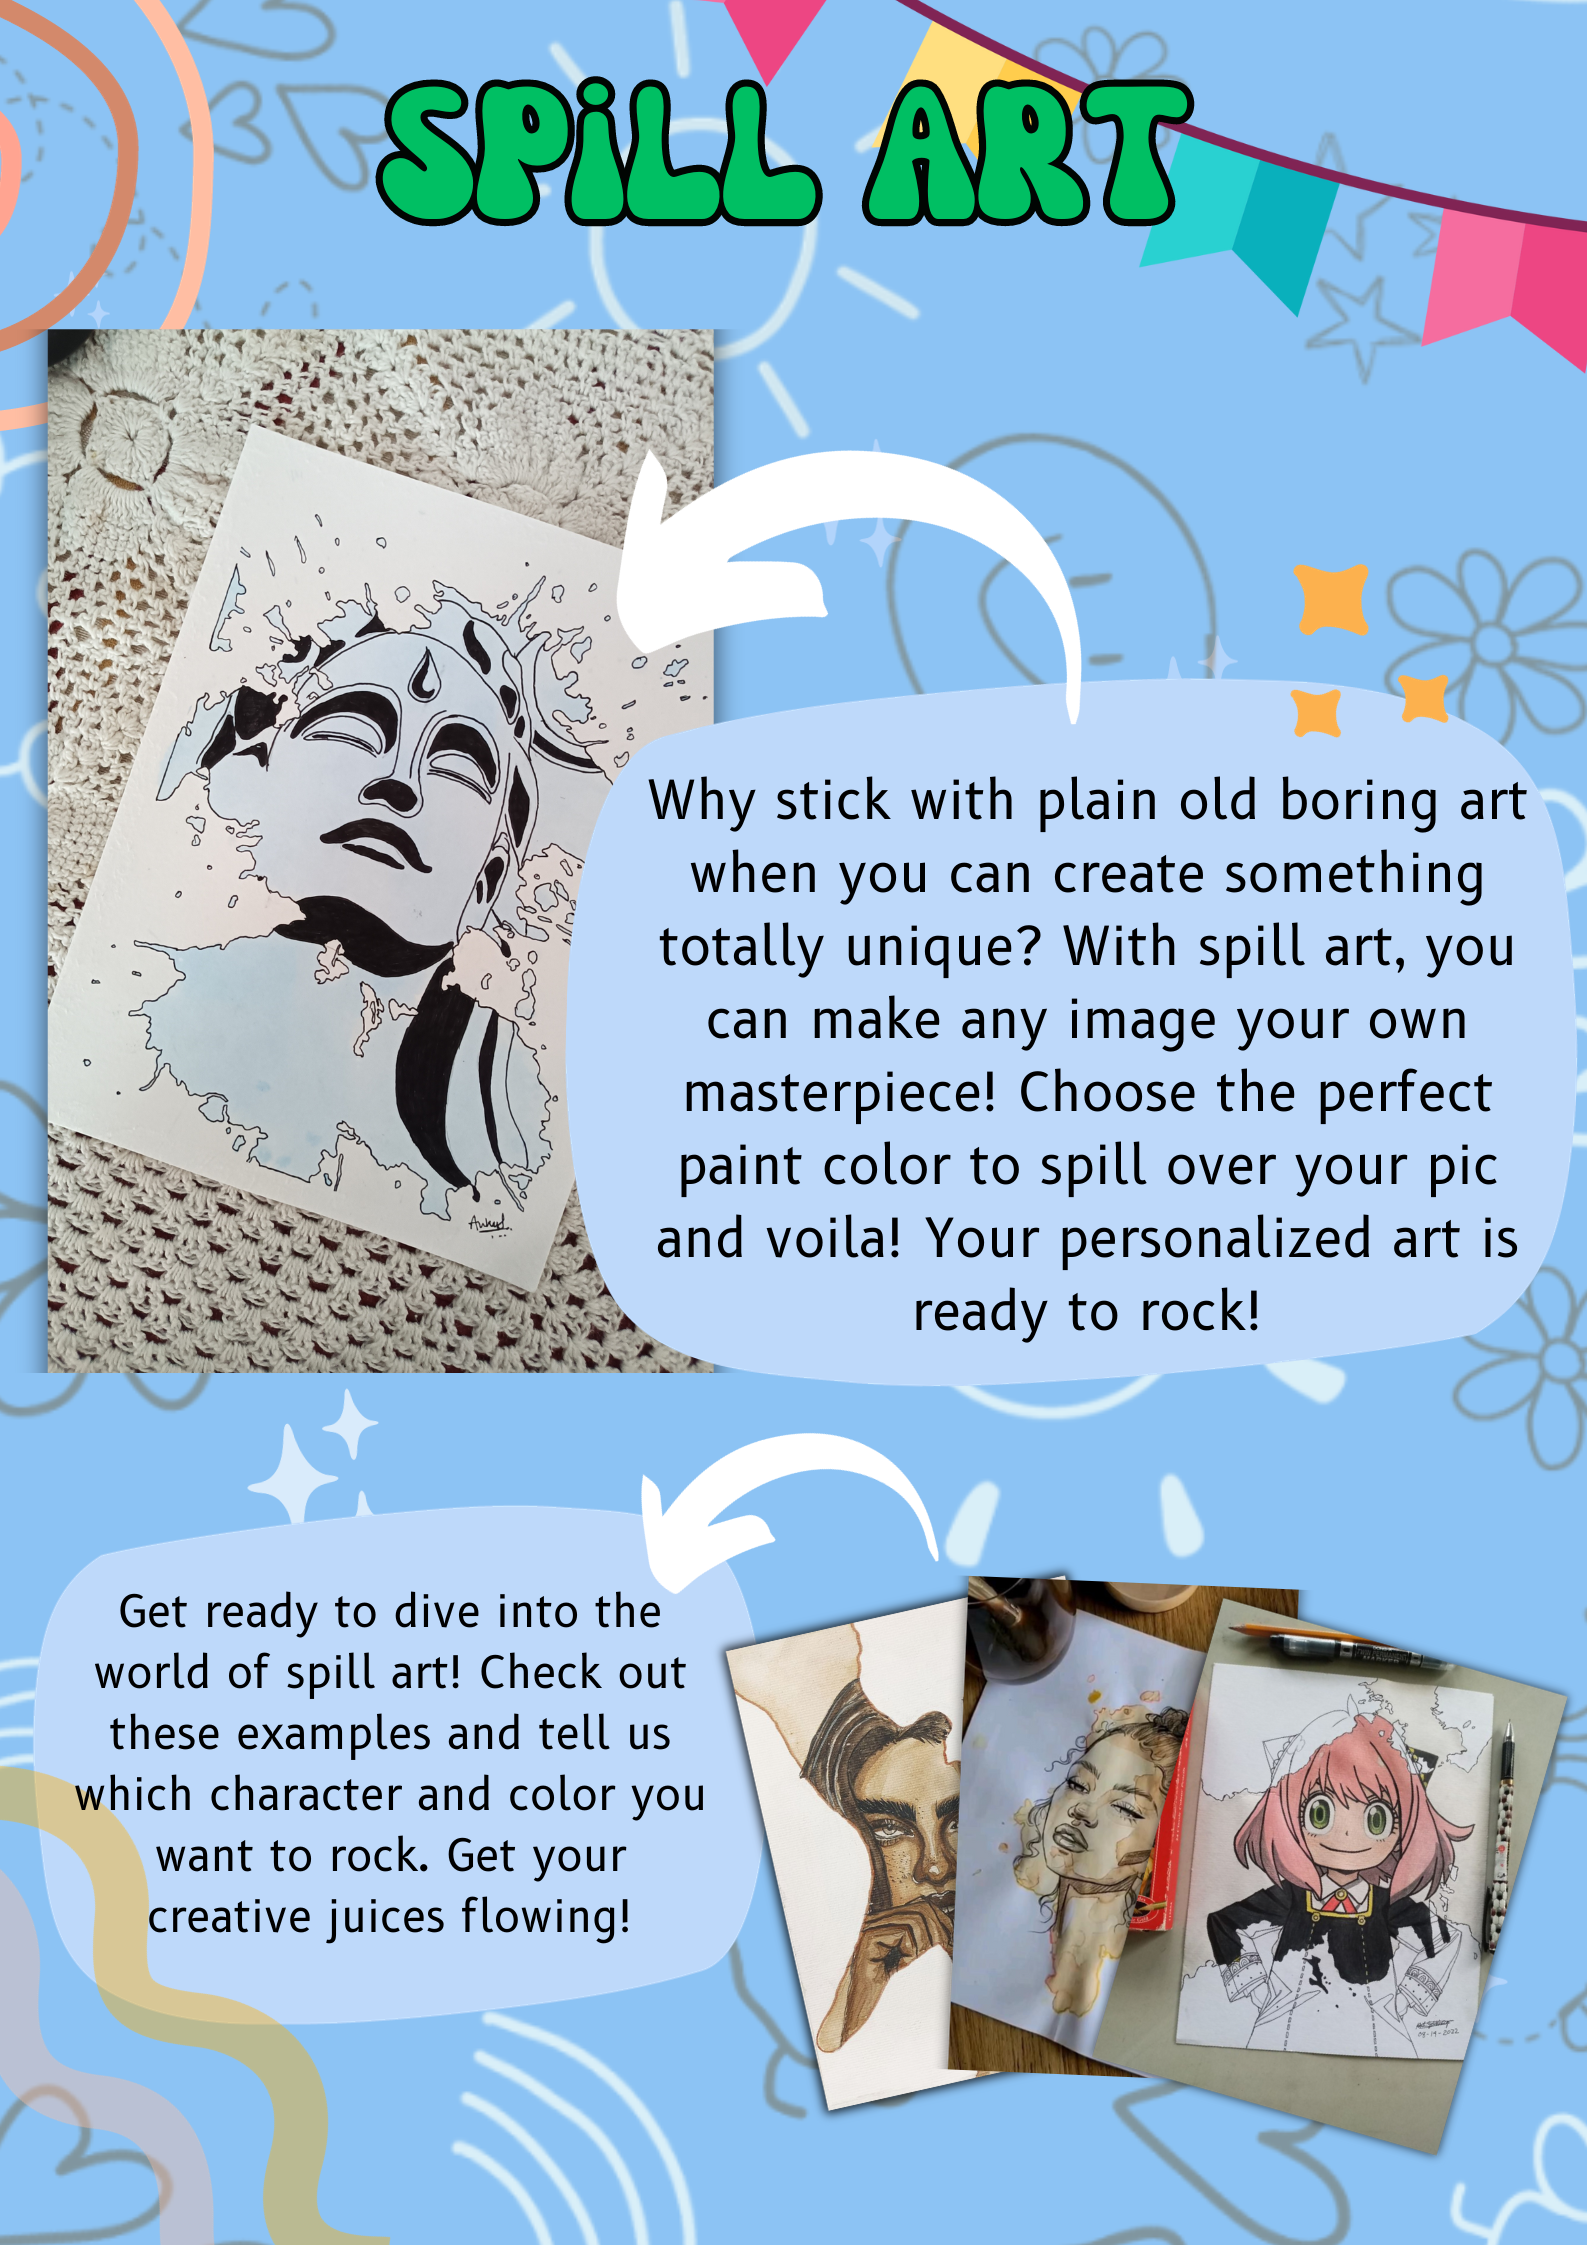 SPiLL ART
Why stick with plain old boring art
when you can create something
totally unique? With spill art, you
can make any image your own
masterpiece! Choose the perfect
paint color to spill over your pic
and voila! Your personalized art is
ready to rock!
Get ready to dive into the
world of spill art! Check out
these examples and tell us
which character and color you
want to rock. Get your
creative juices flowing!
09-14-2022